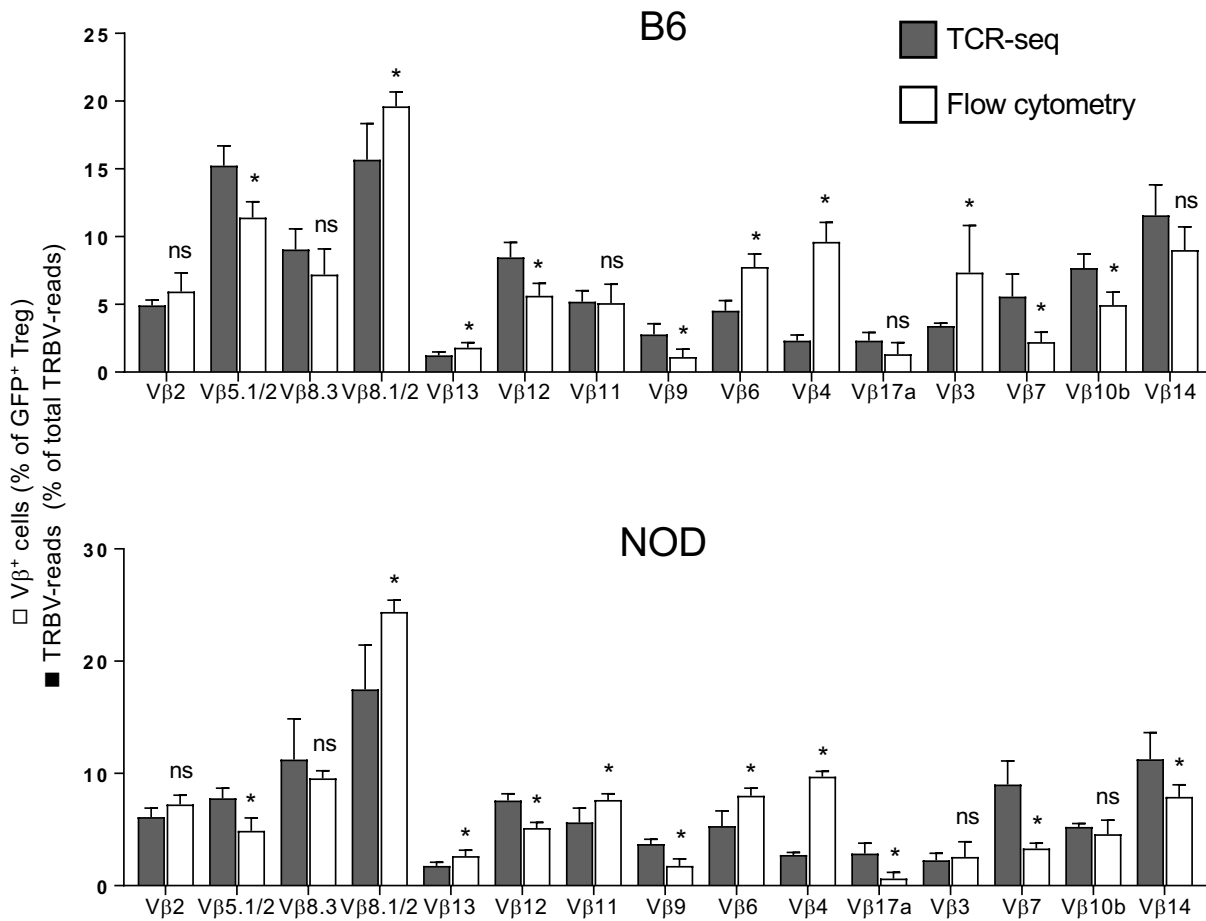 B6
TCR-seq
Flow cytometry
25
20
15
10
5
0
ns
*
ns
*
*
*
ns
*
*
*
ns
*
*
*
ns
Vβ2 Vβ5.1/2 Vβ8.3 Vβ8.1/2 Vβ13 Vβ12 Vβ11 Vβ9 Vβ6 Vβ4 Vβ17a Vβ3 Vβ7 Vβ10b Vβ14
□ Vβ⁺ cells (% of GFP⁺ Treg)
■ TRBV-reads (% of total TRBV-reads)
NOD
30
20
10
0
ns
*
ns
*
*
*
*
*
*
*
*
ns
*
ns
*
Vβ2 Vβ5.1/2 Vβ8.3 Vβ8.1/2 Vβ13 Vβ12 Vβ11 Vβ9 Vβ6 Vβ4 Vβ17a Vβ3 Vβ7 Vβ10b Vβ14